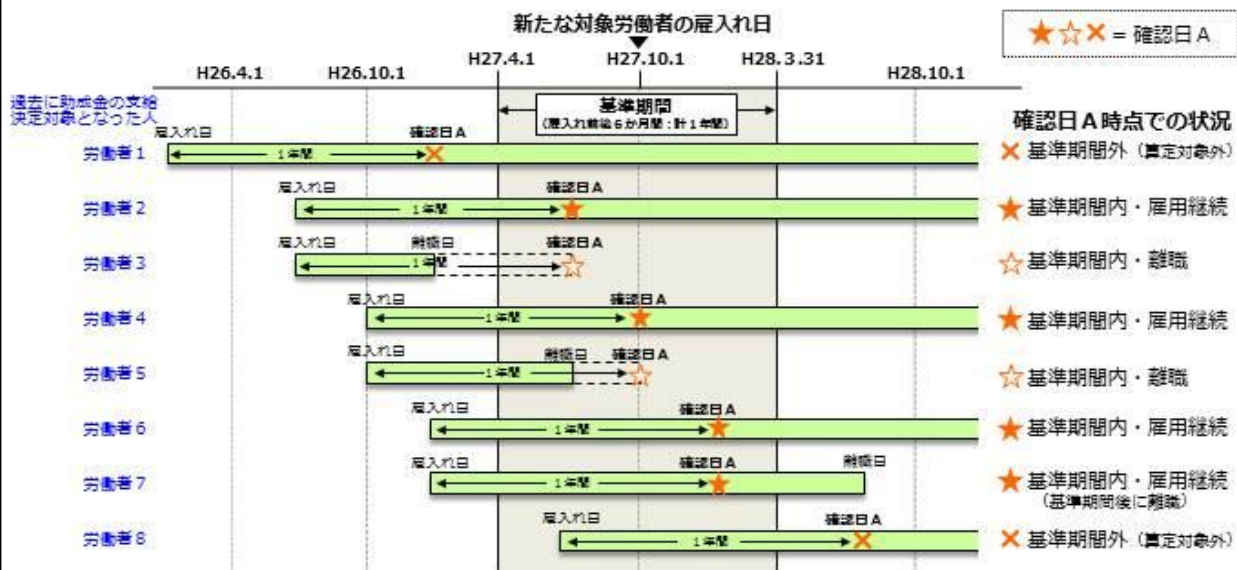 新たな対象労働者の雇入れ日
★☆×=確認日A
H26.4.1 H26.10.1 H27.4.1 H27.10.1 H28.3.31 H28.10.1
過去に助成金の支給
決定対象となった人
基準期間
(雇入れ前後6か月間:計1年間)
確認日A時点での状況
雇入れ日 確認日A
労働者1 1年間 × 基準期間外(算定対象外)
雇入れ日 確認日A
労働者2 1年間 ★ 基準期間内・雇用継続
雇入れ日 離職日 確認日A
労働者3 1年間 ☆ 基準期間内・離職
雇入れ日 確認日A
労働者4 1年間 ★ 基準期間内・雇用継続
雇入れ日 離職日 確認日A
労働者5 1年間 ☆ 基準期間内・離職
雇入れ日 確認日A
労働者6 1年間 ★ 基準期間内・雇用継続
雇入れ日 確認日A 離職日
労働者7 1年間 ★ 基準期間内・雇用継続
(基準期間後に離職)
雇入れ日 確認日A
労働者8 1年間 × 基準期間外(算定対象外)